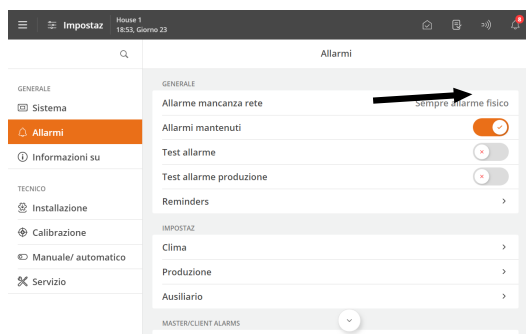 Impostaz
House 1
18:53, Giorno 23
8
Allarmi
GENERALE
Sistema
Allarmi
Informazioni su
TECNICO
Installazione
Calibrazione
Manuale/ automatico
Servizio
GENERALE
Allarme mancanza rete
Sempre allarme fisico
Allarmi mantenuti
Test allarme
Test allarme produzione
Reminders
IMPOSTAZ
Clima
Produzione
Ausiliario
MASTER/CLIENT ALARMS